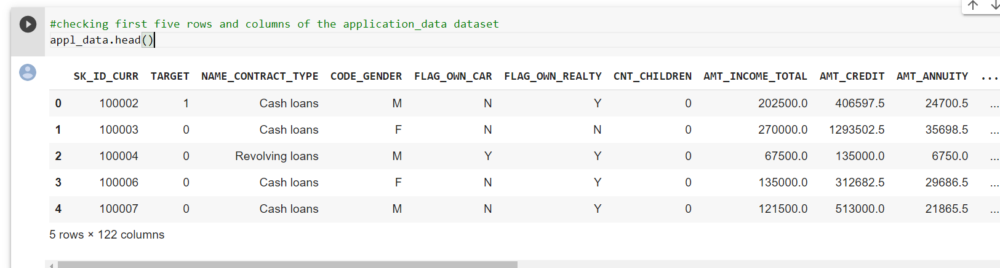 #checking first five rows and columns of the application_data dataset
appl_data.head()
SK_ID_CURR TARGET NAME_CONTRACT_TYPE CODE_GENDER FLAG_OWN_CAR FLAG_OWN_REALTY CNT_CHILDREN AMT_INCOME_TOTAL AMT_CREDIT AMT_ANNUITY ...
0 100002 1 Cash loans M N Y 0 202500.0 406597.5 24700.5 ...
1 100003 0 Cash loans F N N 0 270000.0 1293502.5 35698.5 ...
2 100004 0 Revolving loans M Y Y 0 67500.0 135000.0 6750.0 ...
3 100006 0 Cash loans F N Y 0 135000.0 312682.5 29686.5 ...
4 100007 0 Cash loans M N Y 0 121500.0 513000.0 21865.5 ...
5 rows × 122 columns